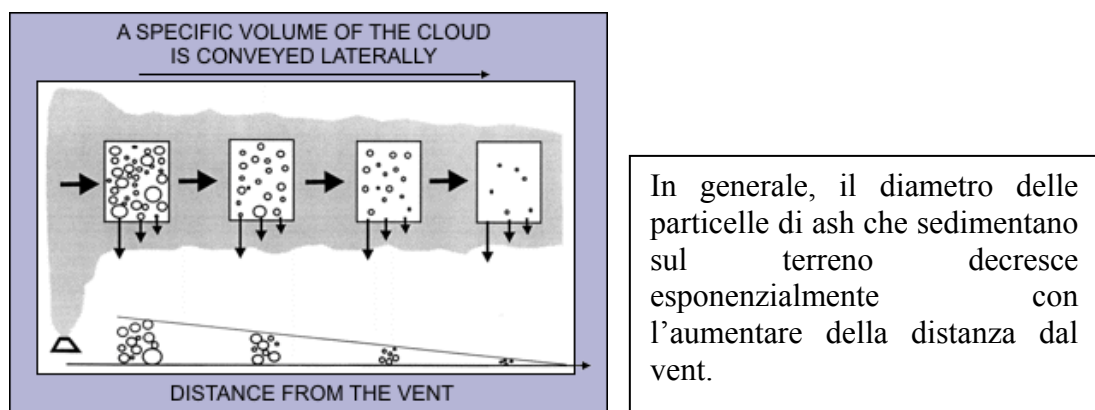 A SPECIFIC VOLUME OF THE CLOUD
IS CONVEYED LATERALLY
DISTANCE FROM THE VENT
In generale, il diametro delle
particelle di ash che sedimentano
sul terreno decresce
esponenzialmente con
l’aumentare della distanza dal
vent.